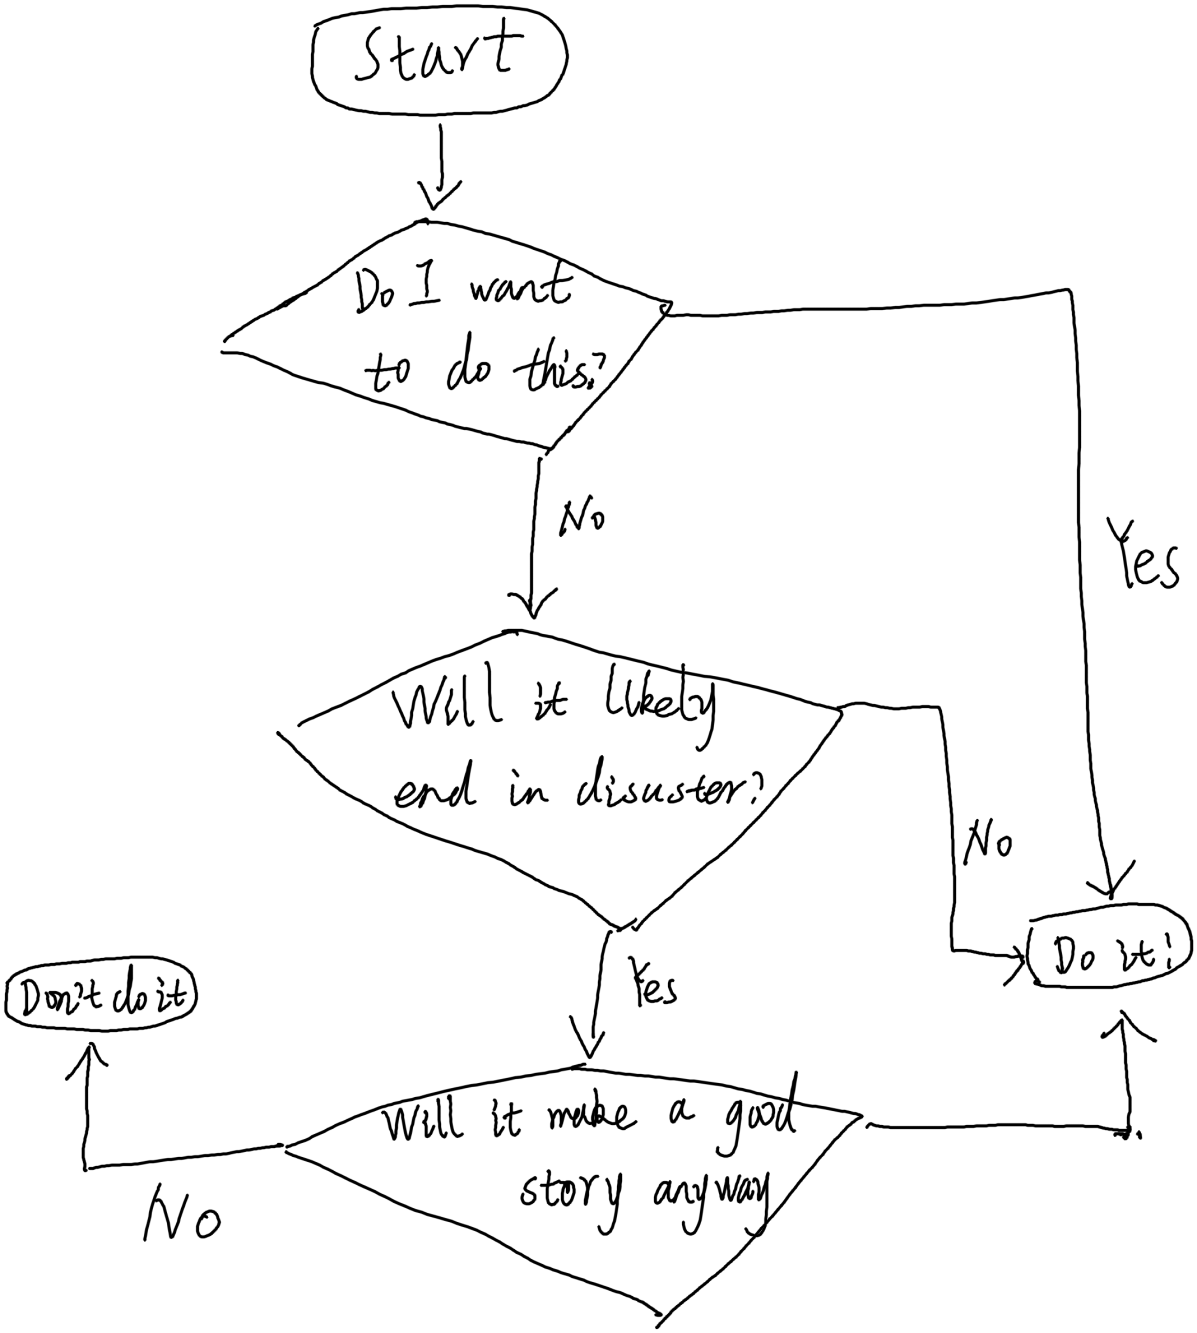 Start
Do I want
to do this?
No
Yes
Will it likely
end in disuster?
No
Do it!
Yes
Don't do it
Will it make a good
story anyway
No